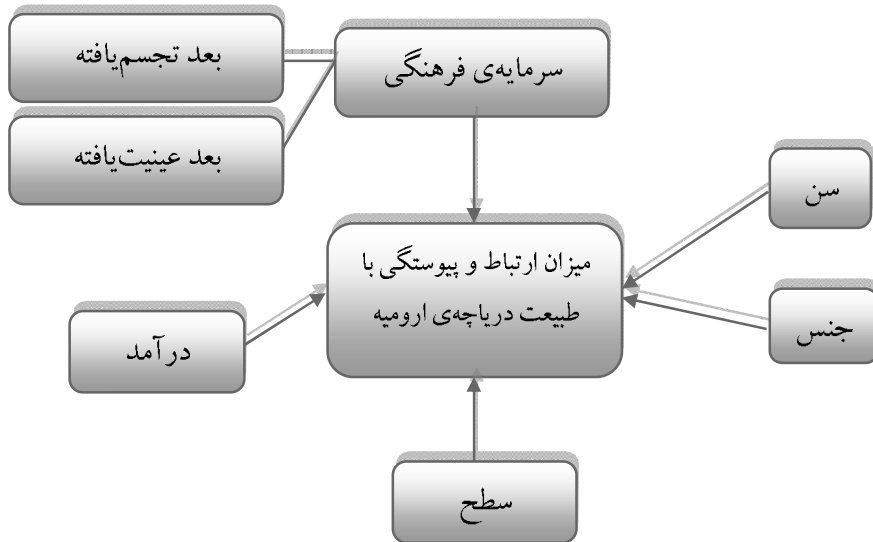 بعد تجسم‌یافته
سرمایه‌ی فرهنگی
بعد عینیت‌یافته
سن
میزان ارتباط و پیوستگی با
طبیعت دریاچه‌ی ارومیه
جنس
درآمد
سطح